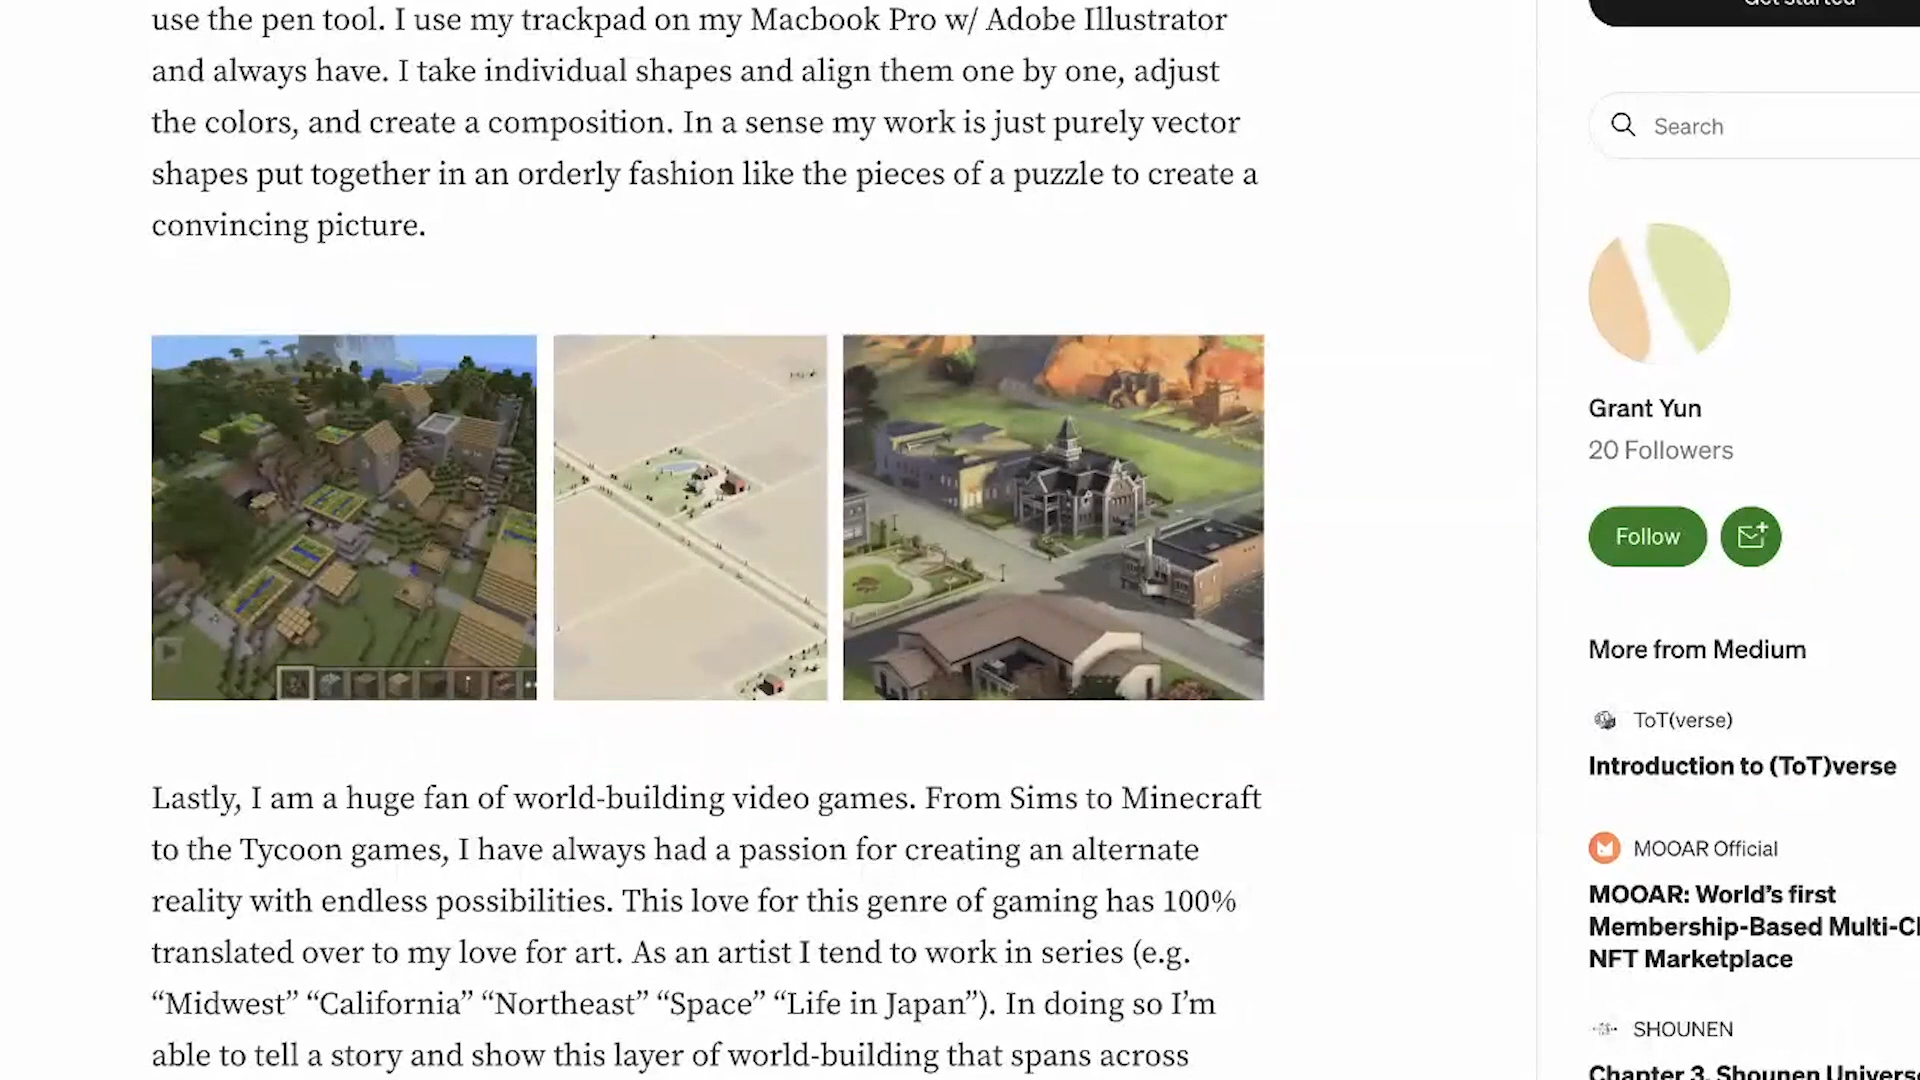 use the pen tool. I use my trackpad on my Macbook Pro w/ Adobe Illustrator
and always have. I take individual shapes and align them one by one, adjust
the colors, and create a composition. In a sense my work is just purely vector
shapes put together in an orderly fashion like the pieces of a puzzle to create a
convincing picture.
Lastly, I am a huge fan of world-building video games. From Sims to Minecraft
to the Tycoon games, I have always had a passion for creating an alternate
reality with endless possibilities. This love for this genre of gaming has 100%
translated over to my love for art. As an artist I tend to work in series (e.g.
“Midwest” “California” “Northeast” “Space” “Life in Japan”). In doing so I’m
able to tell a story and show this layer of world-building that spans across
Get started
Search
Grant Yun
20 Followers
Follow
More from Medium
ToT(verse)
Introduction to (ToT)verse
MOOAR Official
MOOAR: World’s first
Membership-Based Multi-C
NFT Marketplace
SHOUNEN
Chapter 3. Shounen Univers